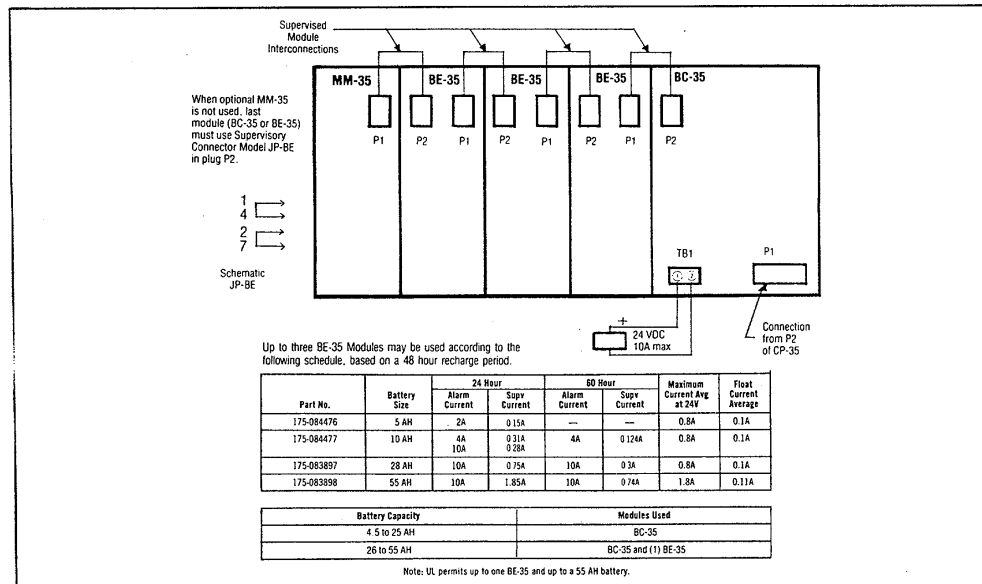 Supervised
Module
Interconnections
MM-35 BE-35 BE-35 BE-35 BC-35
When optional MM-35
is not used, last
module (BC-35 or BE-35)
must use Supervisory
Connector Model JP-BE
in plug P2.
P1 P2 P1 P2 P1 P2 P1 P2
1
4
2
7
Schematic
JP-BE
TB1 P1
1 2
+
24 VDC
10A max
Connection
from P2
of CP-35
Up to three BE-35 Modules may be used according to the
following schedule, based on a 48 hour recharge period.
Part No. Battery Size 24 Hour Alarm Current Supv Current 60 Hour Alarm Current Supv Current Maximum Current Avg at 24V Float Current Average
175-084476 5 AH 2A 0 15A — — 0.8A 0.1A
175-084477 10 AH 4A 0 31A 4A 0.124A 0.8A 0.1A
10A 0 28A
175-083897 28 AH 10A 0 75A 10A 0 3A 0.8A 0.1A
175-083898 55 AH 10A 1.85A 10A 0 74A 1.8A 0.11A
Battery Capacity Modules Used
4.5 to 25 AH BC-35
26 to 55 AH BC-35 and (1) BE-35
Note: UL permits up to one BE-35 and up to a 55 AH battery.